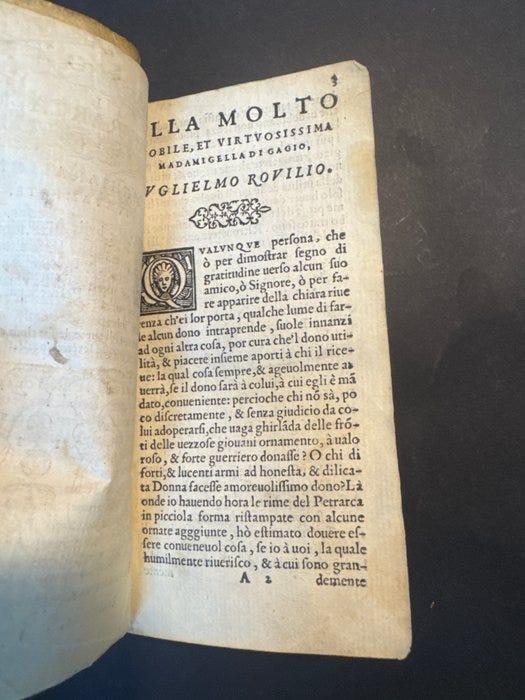 3
LLA MOLTO
OBILE, ET VIRTVOSISSIMA
MADAMIGELLA DI GAGIO,
VGLIELMO ROVILIO.
QVALVNQVE persona, che
ò per dimostrar segno di
gratitudine uerso alcun suo
amico, ò Signore, ò per fa-
re apparire della chiara riue
renza ch'ei lor porta, qualche lume di far-
le alcun dono intraprende, suole innanzi
ad ogni altra cosa, por cura che'l dono uti-
lità, & piacere insieme aporti à chi il rice-
ue: la qual cosa sempre, & ageuolmente a-
uerrà, se il dono sarà à colui, à cui egli è mã
dato, conueniente: percioche chi nõ sà, po
co discretamente, & senza giudicio da co-
lui adoperarsi, che uaga ghirlãda delle frõ-
ti delle uezzose giouani ornamento, à ualo
roso, & forte guerriero donasse? O chi di
forti, & lucenti armi ad honesta, & dilica-
ta Donna facesse amoreuolissimo dono? Là
onde io hauendo hora le rime del Petrarca
in picciola forma ristampate con alcune
ornate agggiunte, hò estimato douere es-
sere conueneuol cosa, se io à uoi, la quale
humilmente riuerisco, & à cui sono gran-
A 2 demente